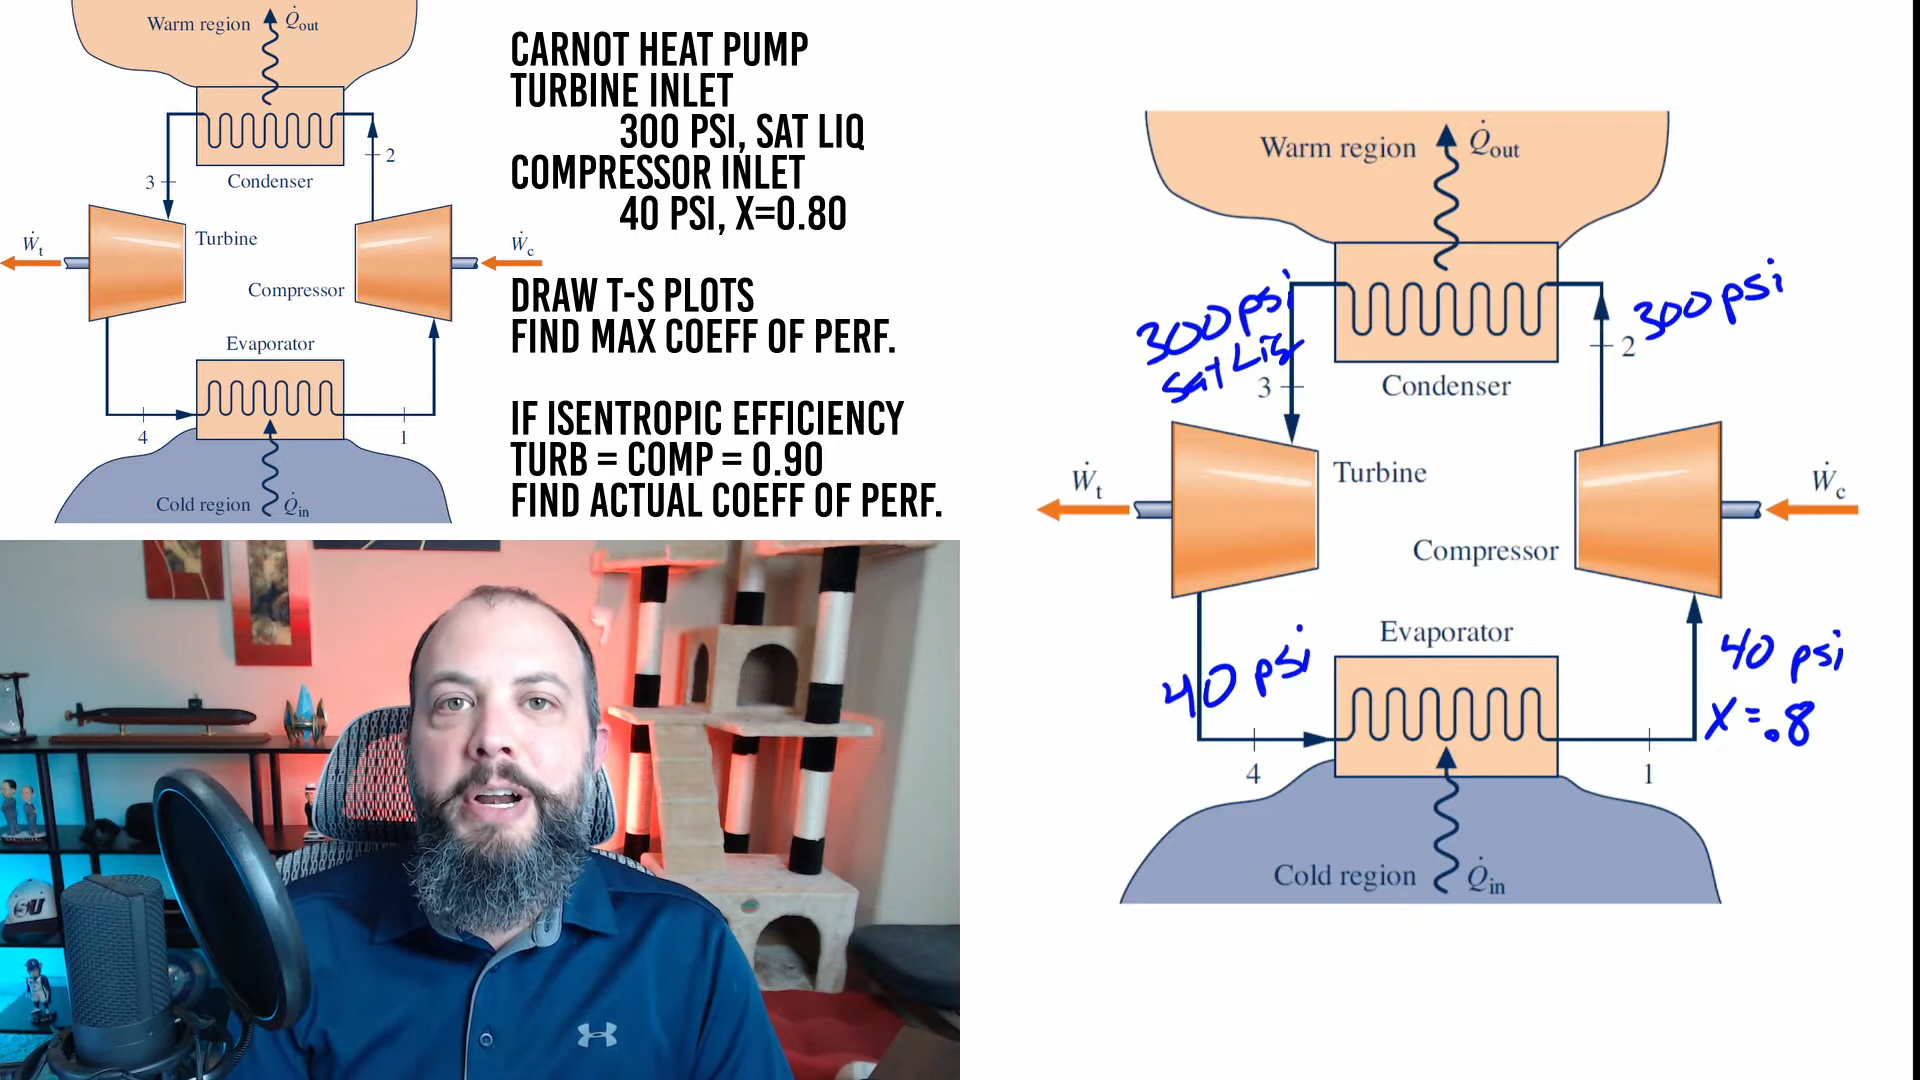 Warm region Q̇out
2
3
Condenser
Ẇt
Turbine
Ẇc
Compressor
Evaporator
4
1
Cold region Q̇in
CARNOT HEAT PUMP
TURBINE INLET
300 PSI, SAT LIQ
COMPRESSOR INLET
40 PSI, X=0.80
DRAW T-S PLOTS
FIND MAX COEFF OF PERF.
IF ISENTROPIC EFFICIENCY
TURB = COMP = 0.90
FIND ACTUAL COEFF OF PERF.
SU
Warm region Q̇out
300 psi
300 psi
Sat Liq
2
3
Condenser
Turbine
Ẇt
Ẇc
Compressor
Evaporator
40 psi
40 psi
x = .8
4
1
Cold region Q̇in